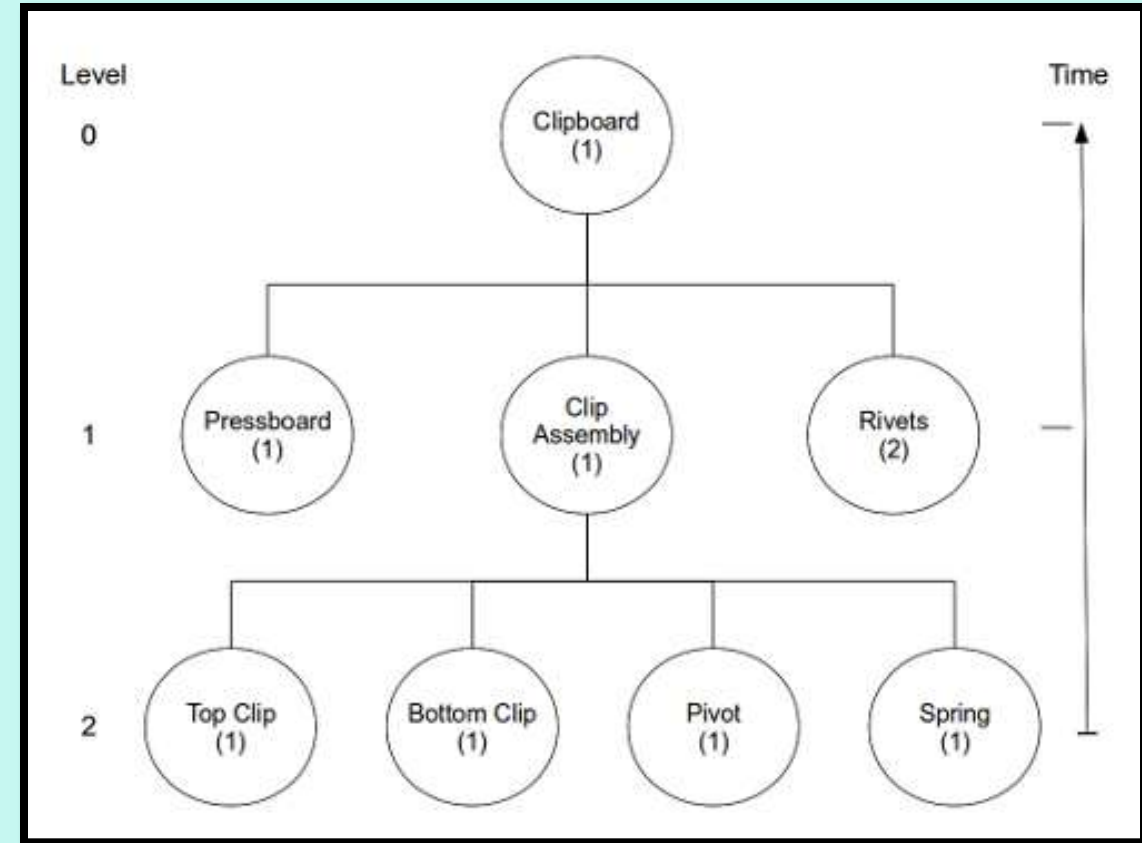 Level
Time
0
Clipboard
(1)
1
Pressboard
(1)
Clip
Assembly
(1)
Rivets
(2)
2
Top Clip
(1)
Bottom Clip
(1)
Pivot
(1)
Spring
(1)